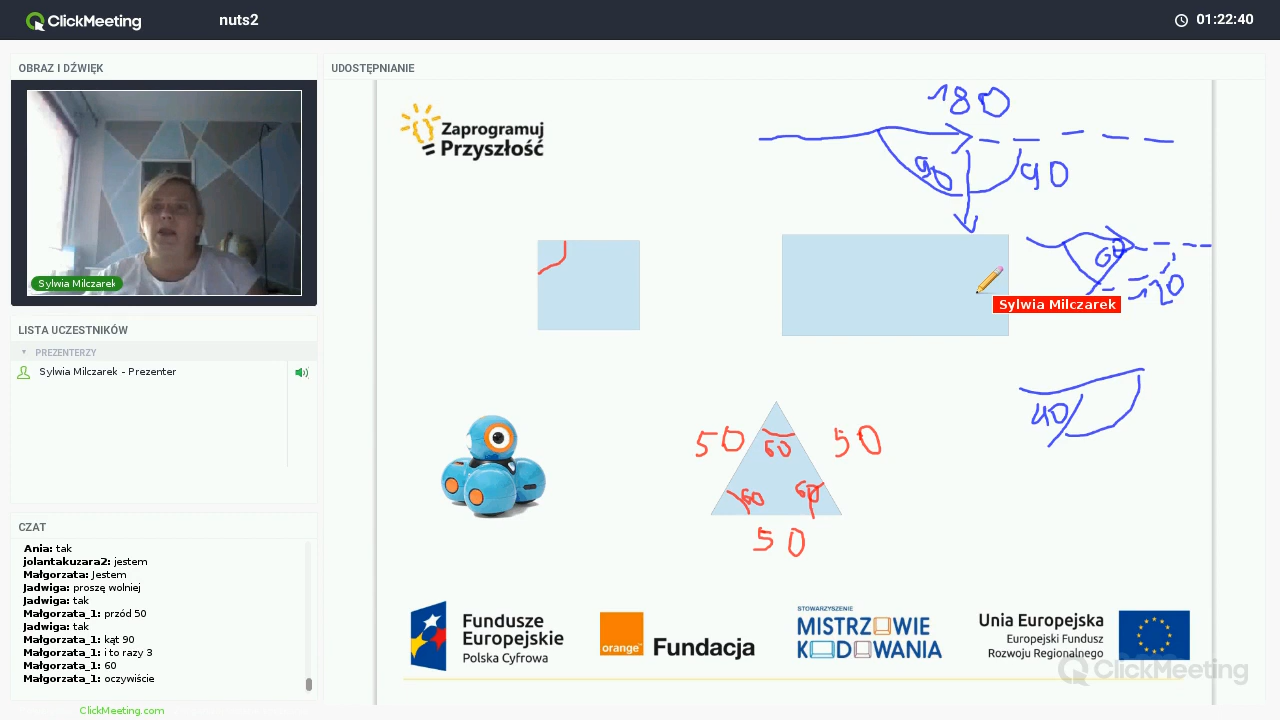 ClickMeeting
nuts2
01:22:40
OBRAZ I DŹWIĘK
Sylwia Milczarek
LISTA UCZESTNIKÓW
PREZENTERZY
Sylwia Milczarek - Prezenter
CZAT
Ania: tak
jolantakuzara2: jestem
Małgorzata: Jestem
Jadwiga: proszę wolniej
Jadwiga: tak
Małgorzata_1: przód 50
Jadwiga: tak
Małgorzata_1: kąt 90
Małgorzata_1: i to razy 3
Małgorzata_1: 60
Małgorzata_1: oczywiście
ClickMeeting.com
UDOSTĘPNIANIE
Zaprogramuj
Przyszłość
180
90
90
60
120
Sylwia Milczarek
40
50
50
60
60
60
50
Fundusze
Europejskie
Polska Cyfrowa
orange™
Fundacja
STOWARZYSZENIE
MISTRZOWIE
KODOWANIA
Unia Europejska
Europejski Fundusz
Rozwoju Regionalnego
ClickMeeting